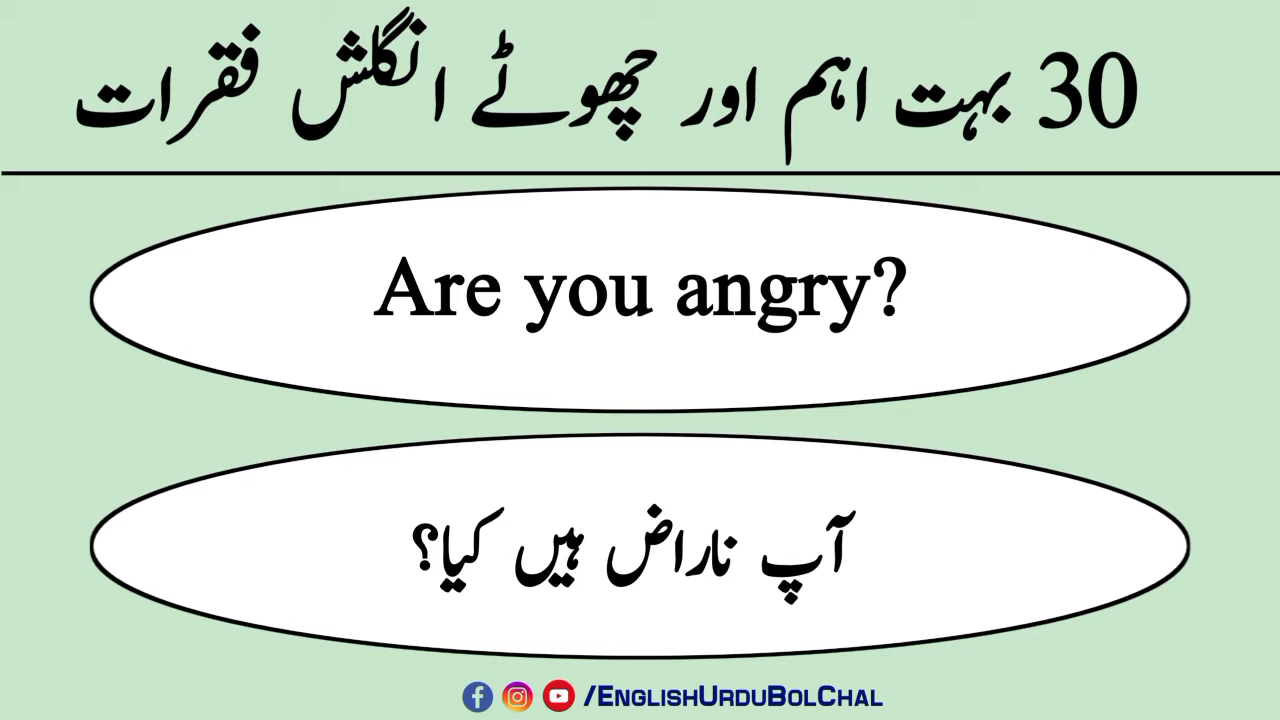 30 بہت اہم اور چھوٹے انگلش فقرات
Are you angry?
آپ ناراض ہیں کیا؟
/EnglishUrduBolChal